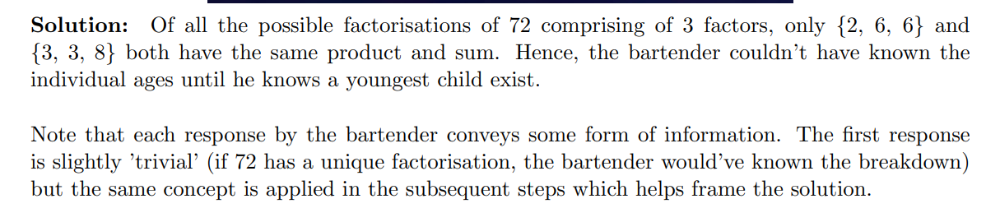 Solution: Of all the possible factorisations of 72 comprising of 3 factors, only {2, 6, 6} and
{3, 3, 8} both have the same product and sum. Hence, the bartender couldn't have known the
individual ages until he knows a youngest child exist.
Note that each response by the bartender conveys some form of information. The first response
is slightly 'trivial' (if 72 has a unique factorisation, the bartender would've known the breakdown)
but the same concept is applied in the subsequent steps which helps frame the solution.